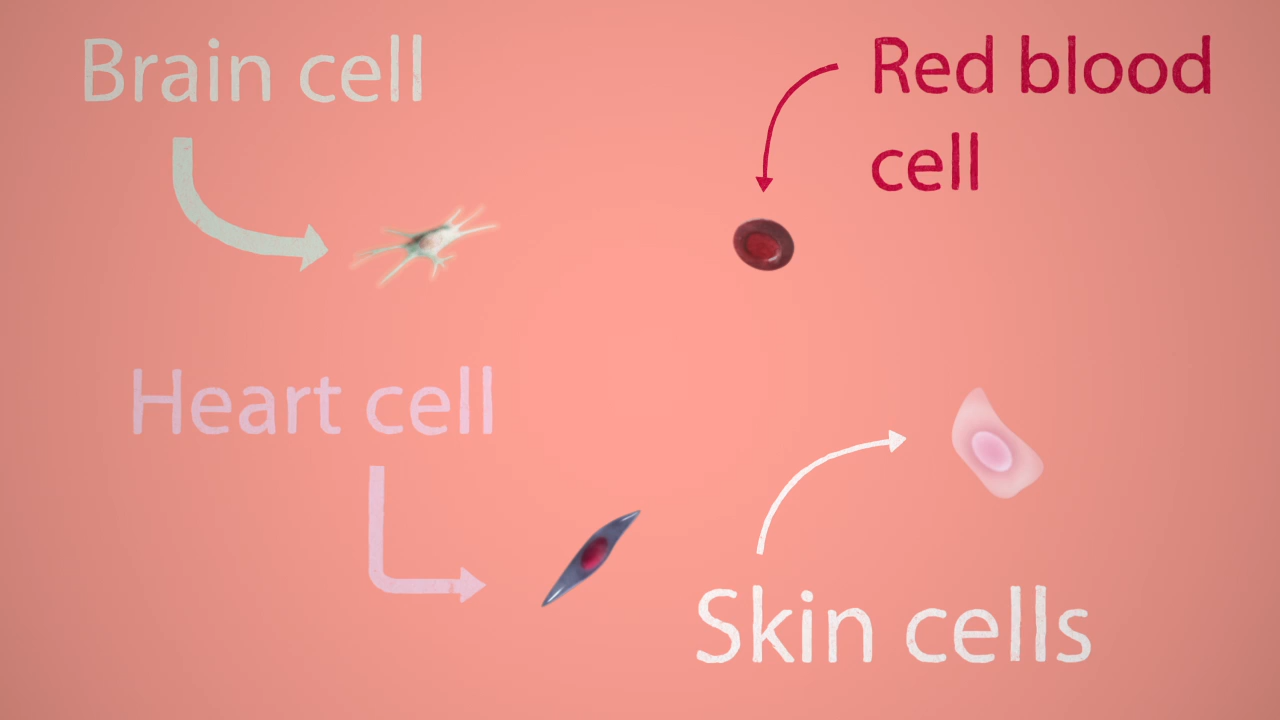 Brain cell
Red blood
cell
Heart cell
Skin cells